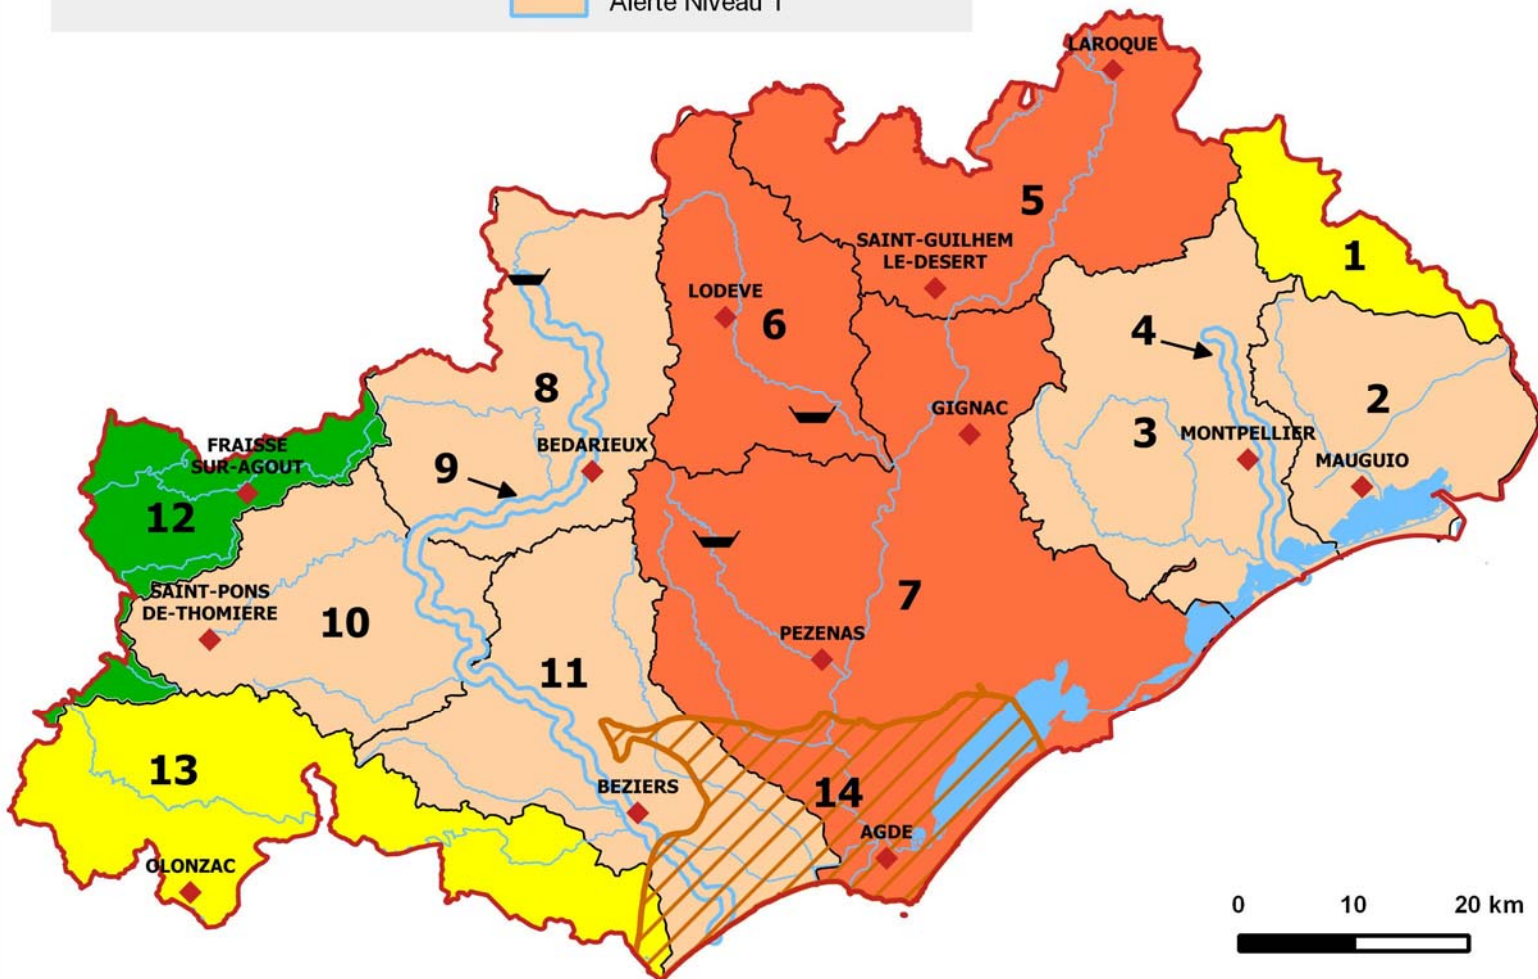 Alerte Niveau 1
LAROQUE
5
1
SAINT-GUILHEM
LE-DESERT
LODEVE
6
4
8
2
GIGNAC
3
MONTPELLIER
FRAISSE
SUR-AGOUT
BEDARIEUX
9
MAUGUIO
12
SAINT-PONS
DE-THOMIERE
10
7
PEZENAS
11
13
14
BEZIERS
AGDE
OLONZAC
0 10 20 km